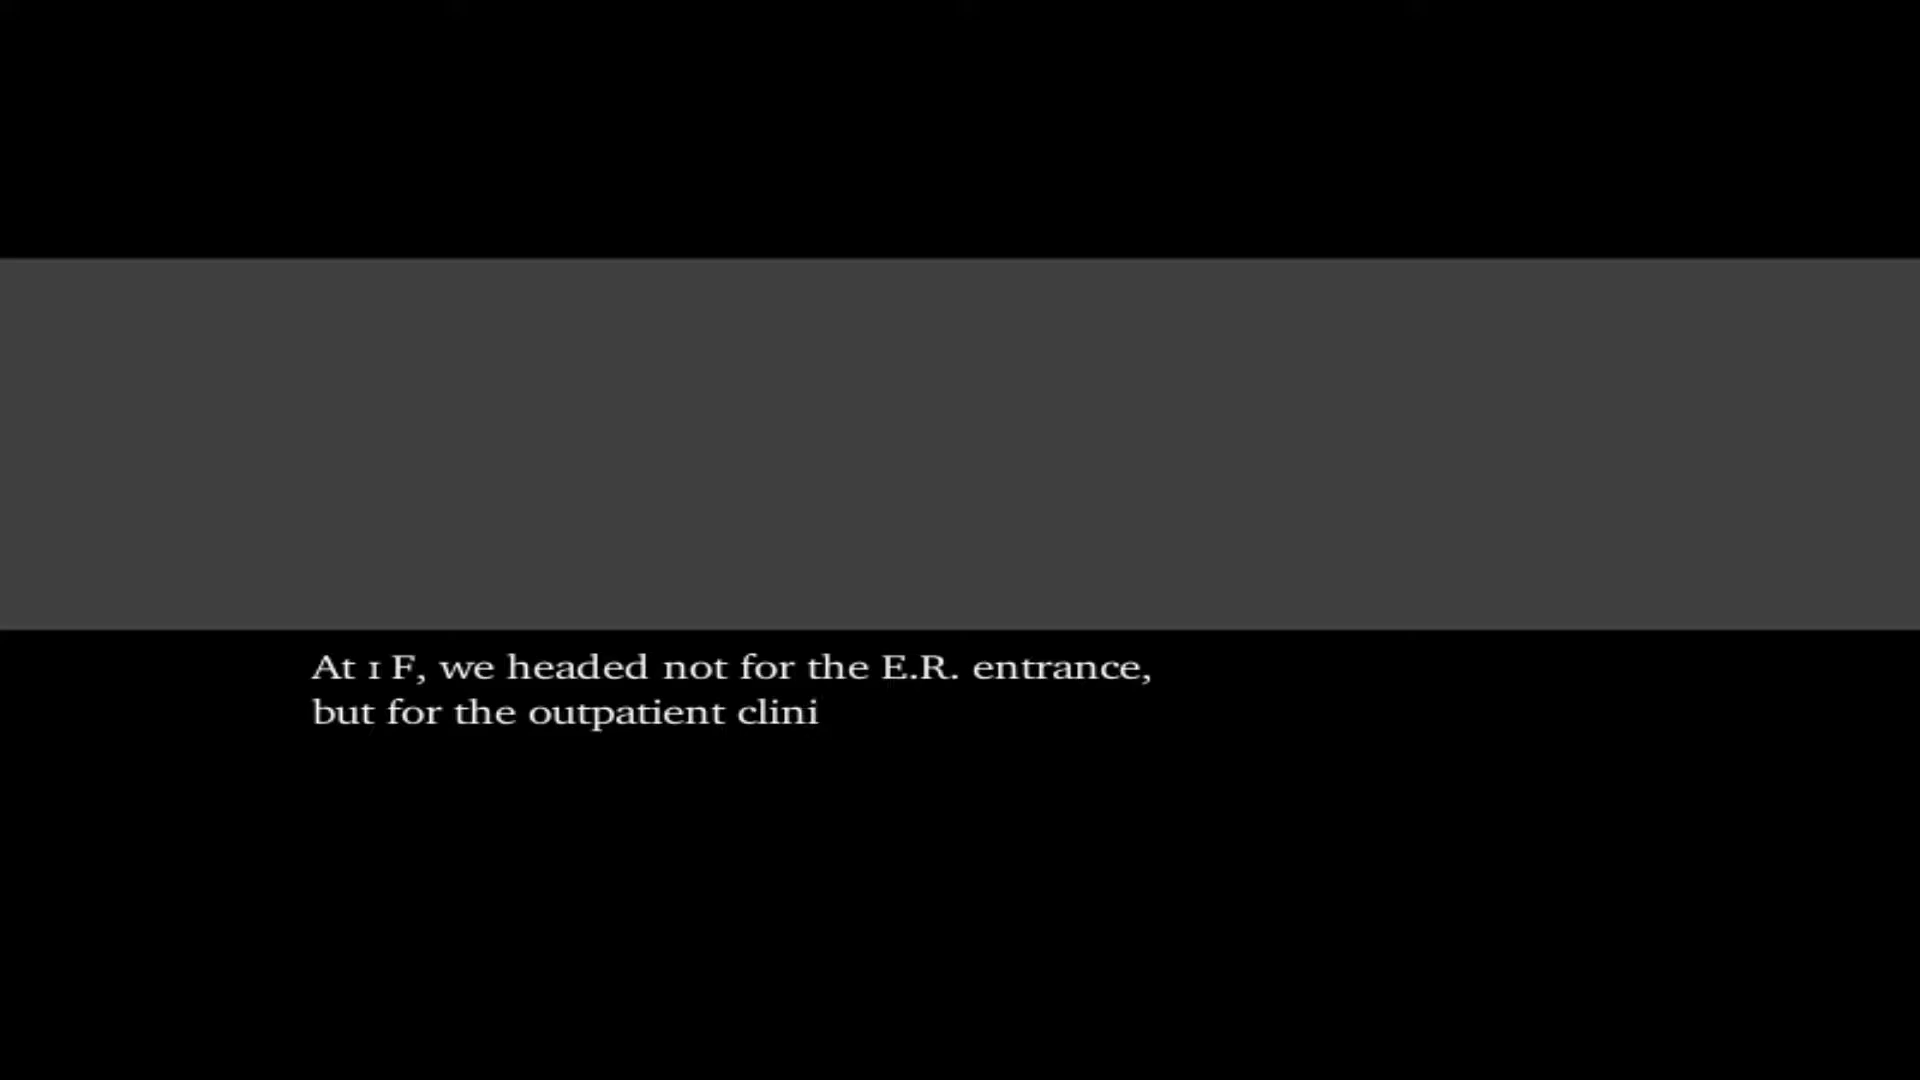 At 1 F, we headed not for the E.R. entrance,
but for the outpatient clini